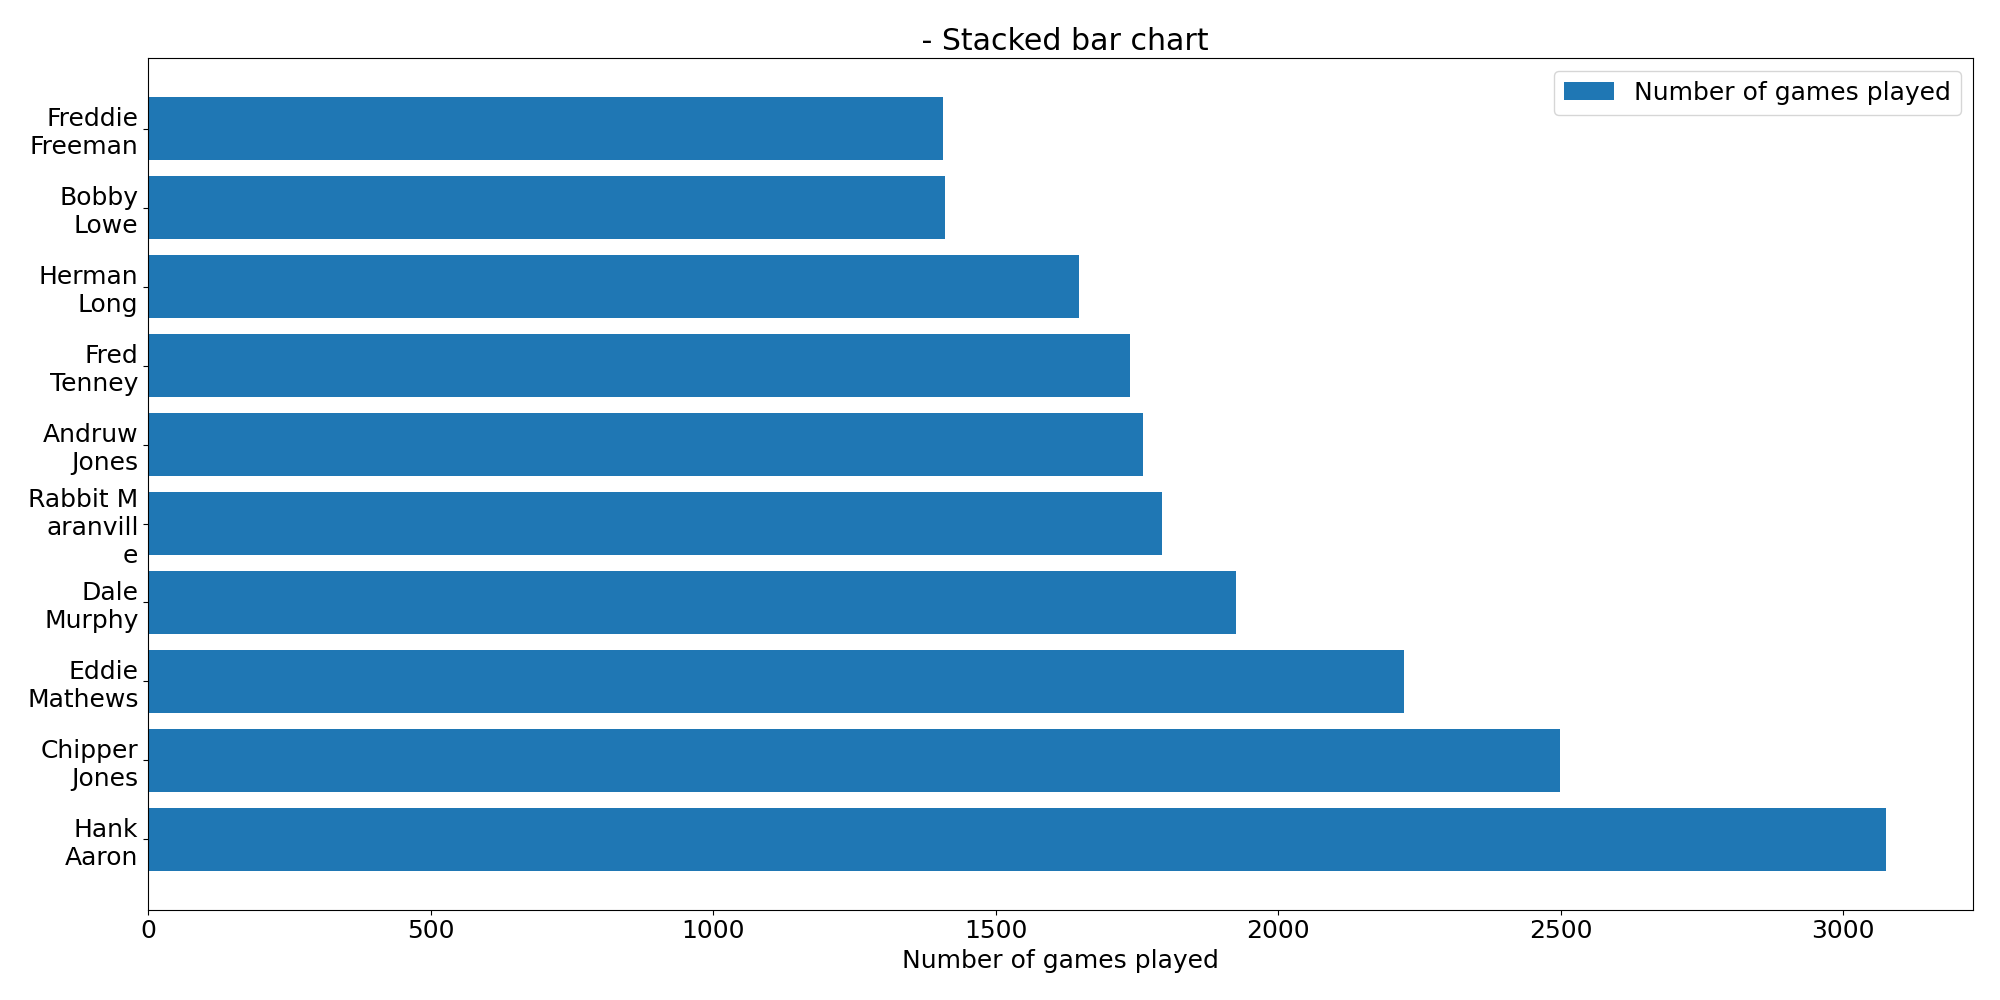 - Stacked bar chart
Number of games played
Freddie
Freeman
Bobby
Lowe
Herman
Long
Fred
Tenney
Andruw
Jones
Rabbit M
aranvill
e
Dale
Murphy
Eddie
Mathews
Chipper
Jones
Hank
Aaron
0 500 1000 1500 2000 2500 3000
Number of games played